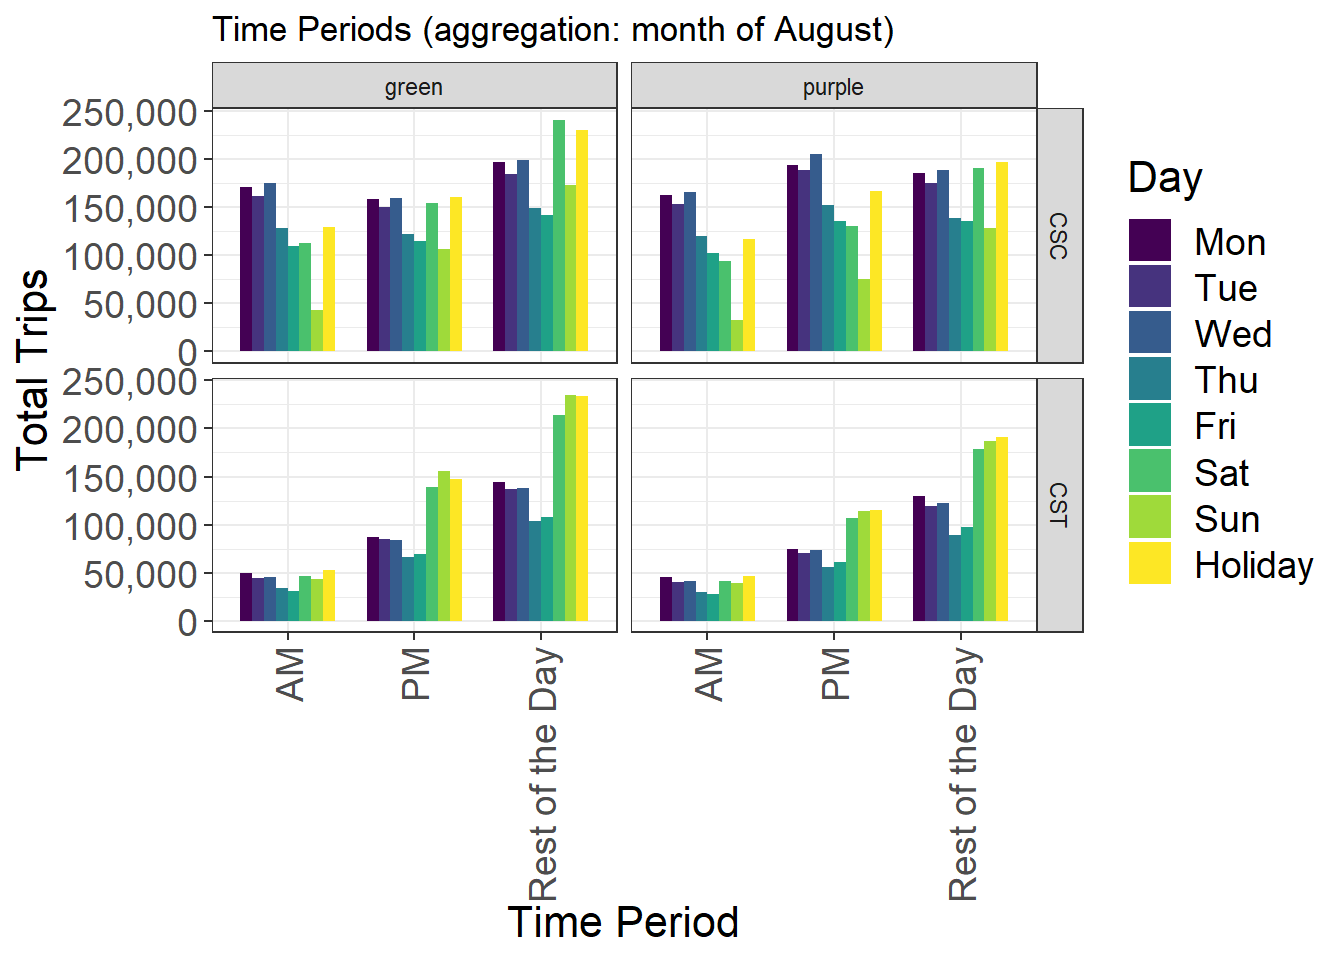 Time Periods (aggregation: month of August)
green
purple
Total Trips
250,000
200,000
150,000
100,000
50,000
0
CSC
250,000
200,000
150,000
100,000
50,000
0
CST
AM
PM
Rest of the Day
AM
PM
Rest of the Day
Time Period
Day
Mon
Tue
Wed
Thu
Fri
Sat
Sun
Holiday